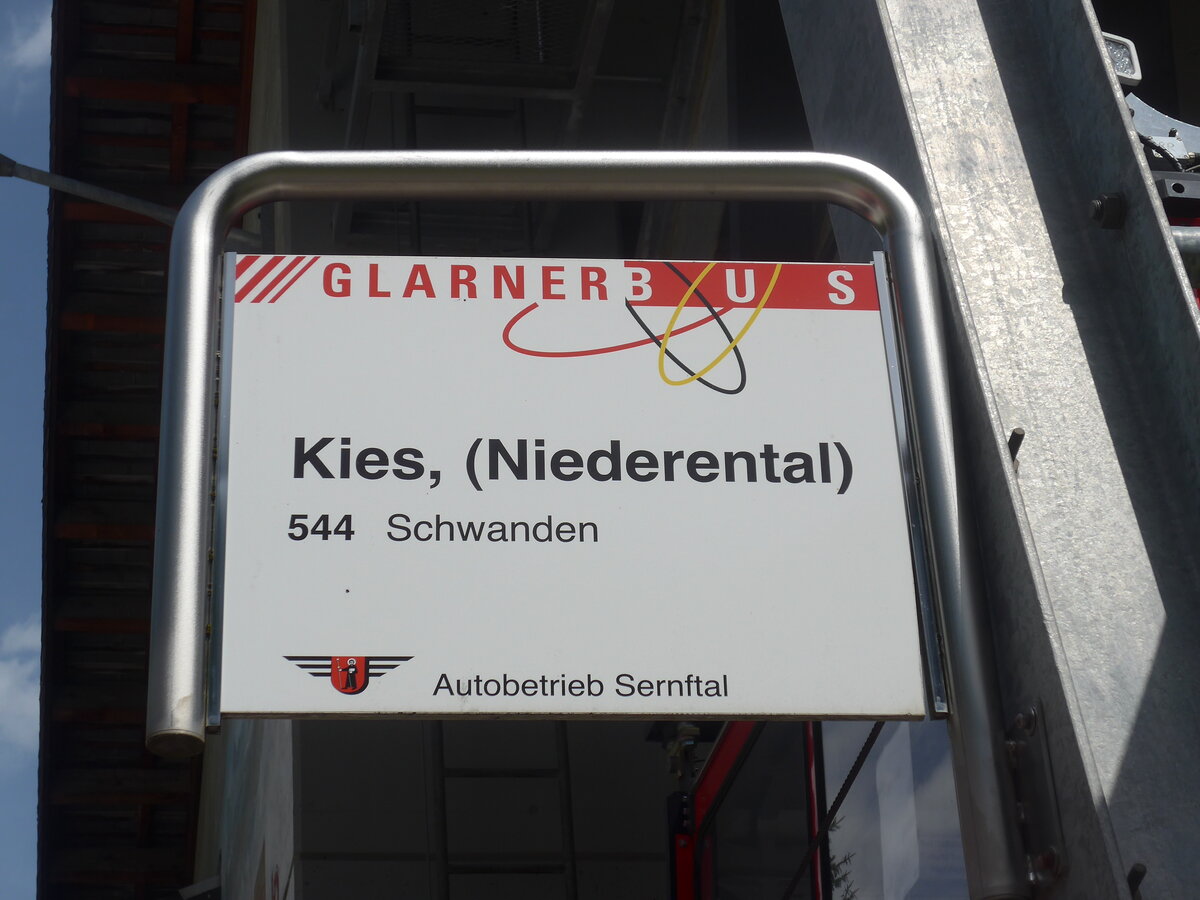 GLARNERBUS
Kies, (Niederental)
544 Schwanden
Autobetrieb Sernftal